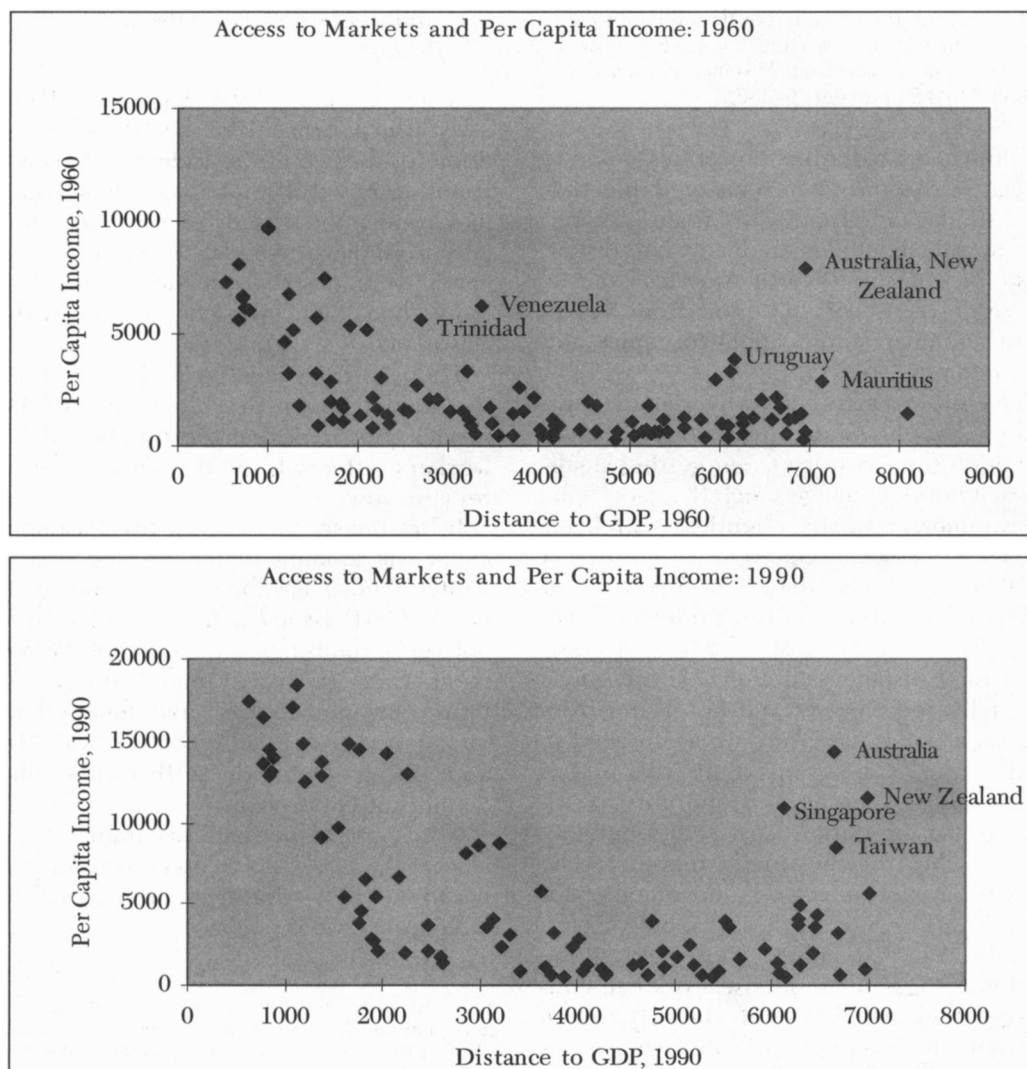 Access to Markets and Per Capita Income: 1960
Per Capita Income, 1960
15000
10000
5000
0
Australia, New
Zealand
Venezuela
Trinidad
Uruguay
Mauritius
0 1000 2000 3000 4000 5000 6000 7000 8000 9000
Distance to GDP, 1960
Access to Markets and Per Capita Income: 1990
Per Capita Income, 1990
20000
15000
10000
5000
0
Australia
New Zealand
Singapore
Taiwan
0 1000 2000 3000 4000 5000 6000 7000 8000
Distance to GDP, 1990